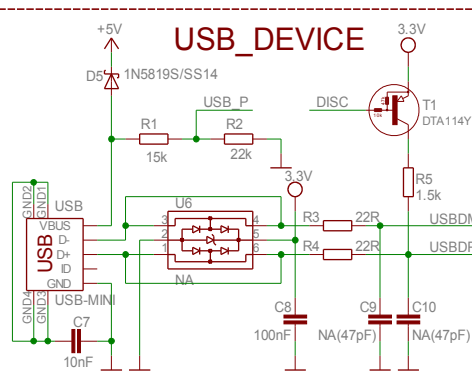 USB_DEVICE
+5V
3.3V
D5
1N5819S/SS14
USB_P
DISC
T1
DTA114Y
47k
10k
R1
R2
15k
22k
3.3V
R5
1.5k
GND2
GND1
USB
U6
VBUS
D-
D+
ID
GND
USB
3
4
2
5
1
6
R3
22R
USBDM
R4
22R
USBDP
USB-MINI
NA
GND4
GND3
C7
10nF
C8
100nF
C9
C10
NA(47pF)
NA(47pF)